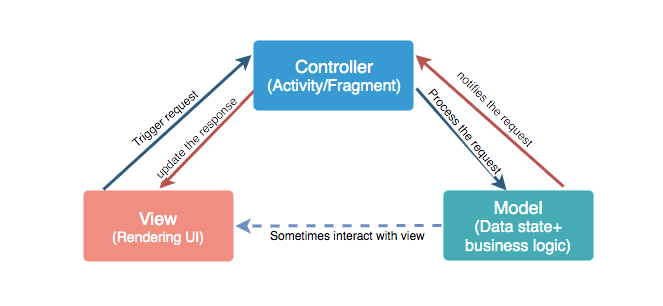 Controller
(Activity/Fragment)
Trigger request
update the response
Process the request
notifies the request
View
(Rendering UI)
Sometimes interact with view
Model
(Data state+
business logic)